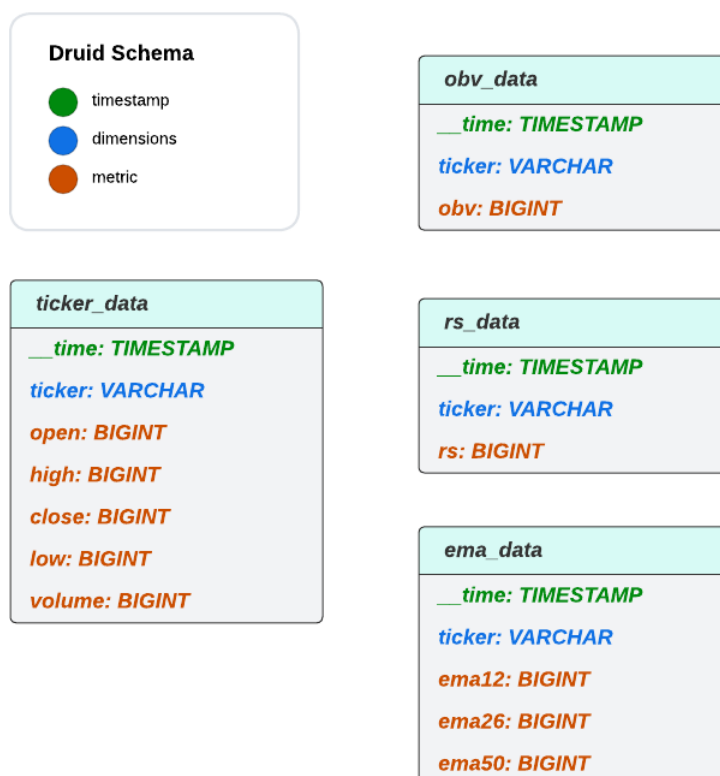 Druid Schema
timestamp
dimensions
metric
ticker_data
__time: TIMESTAMP
ticker: VARCHAR
open: BIGINT
high: BIGINT
close: BIGINT
low: BIGINT
volume: BIGINT
obv_data
__time: TIMESTAMP
ticker: VARCHAR
obv: BIGINT
rs_data
__time: TIMESTAMP
ticker: VARCHAR
rs: BIGINT
ema_data
__time: TIMESTAMP
ticker: VARCHAR
ema12: BIGINT
ema26: BIGINT
ema50: BIGINT